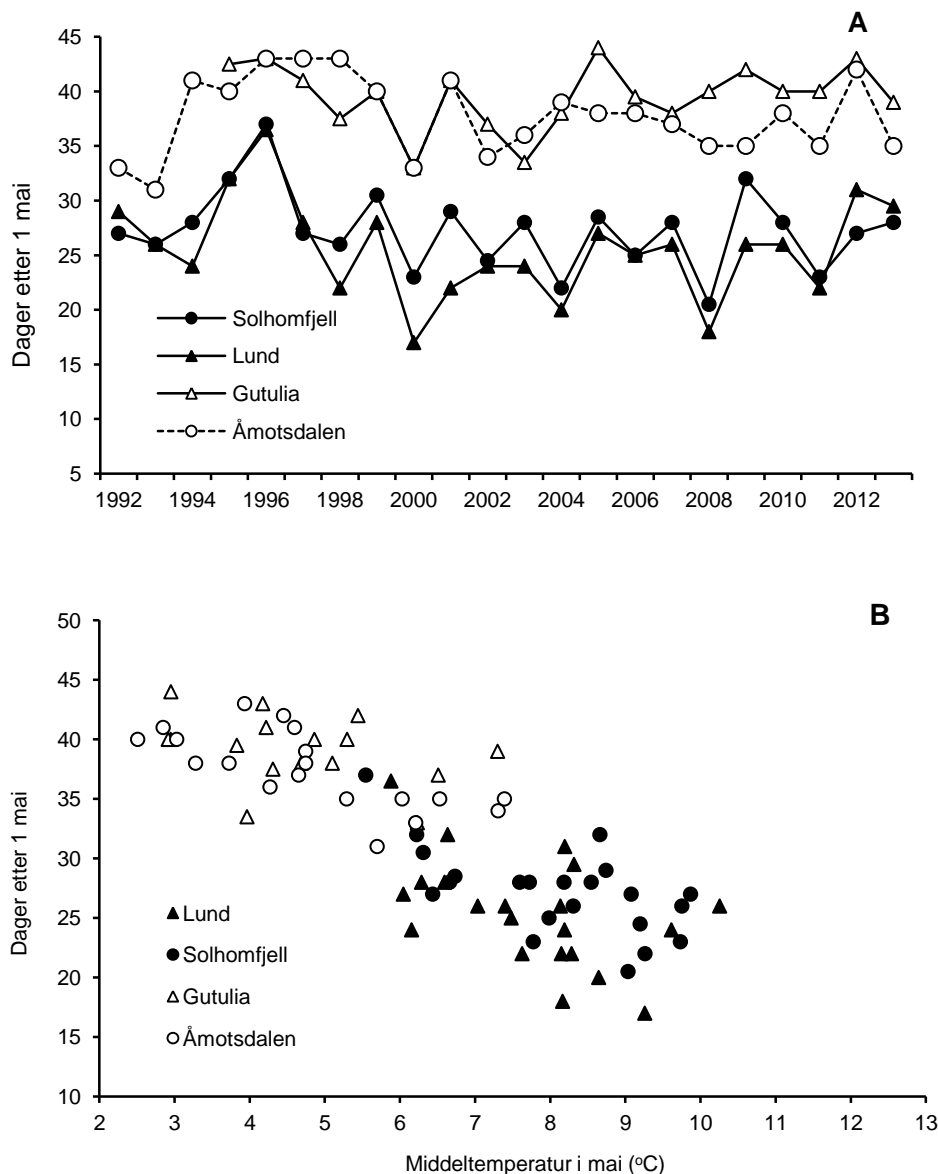 A
45
40
35
30
25
20
15
10
5
Dager etter 1 mai
Solhomfjell
Lund
Gutulia
Åmotsdalen
1992 1994 1996 1998 2000 2002 2004 2006 2008 2010 2012
B
50
45
40
35
30
25
20
15
10
Dager etter 1 mai
Lund
Solhomfjell
Gutulia
Åmotsdalen
2 3 4 5 6 7 8 9 10 11 12 13
Middeltemperatur i mai (ºC)